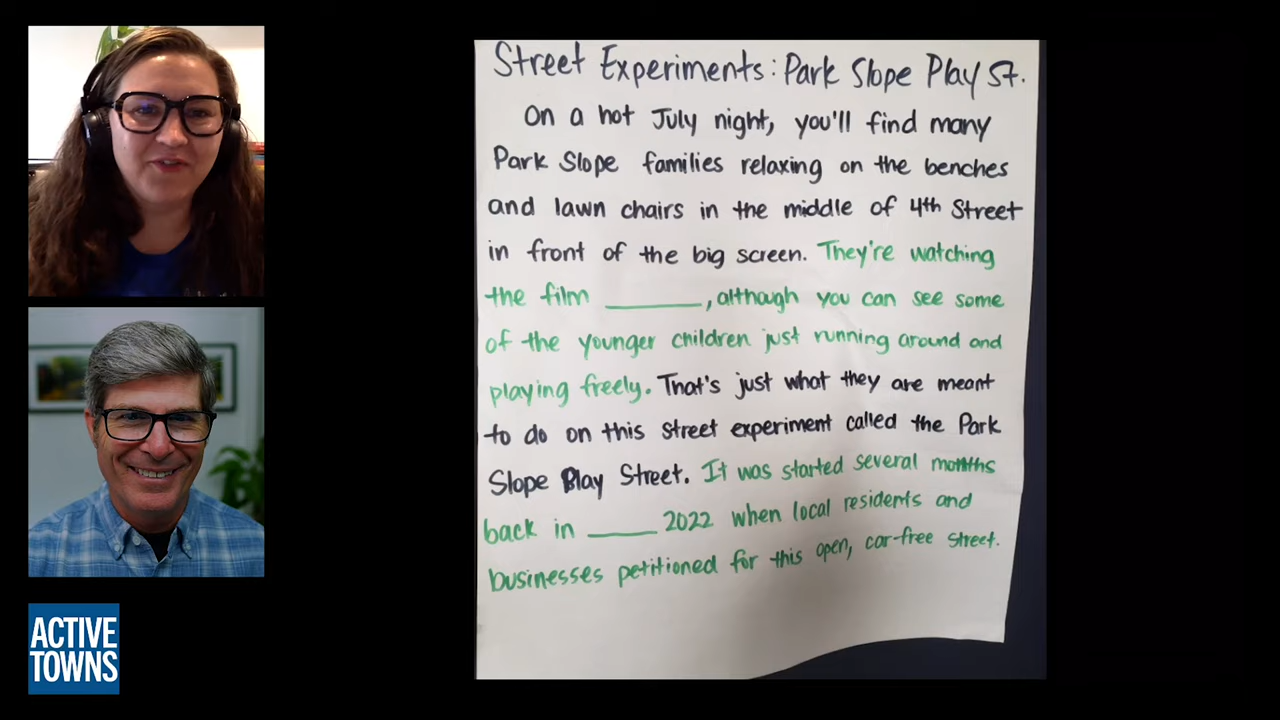 Street Experiments: Park Slope Play St.
On a hot July night, you'll find many
Park Slope families relaxing on the benches
and lawn chairs in the middle of 4th Street
in front of the big screen. They're watching
the film ________, although you can see some
of the younger children just running around and
playing freely. That's just what they are meant
to do on this street experiment called the Park
Slope Play Street. It was started several months
back in ______ 2022 when local residents and
businesses petitioned for this open, car-free street.
ACTIVE
TOWNS